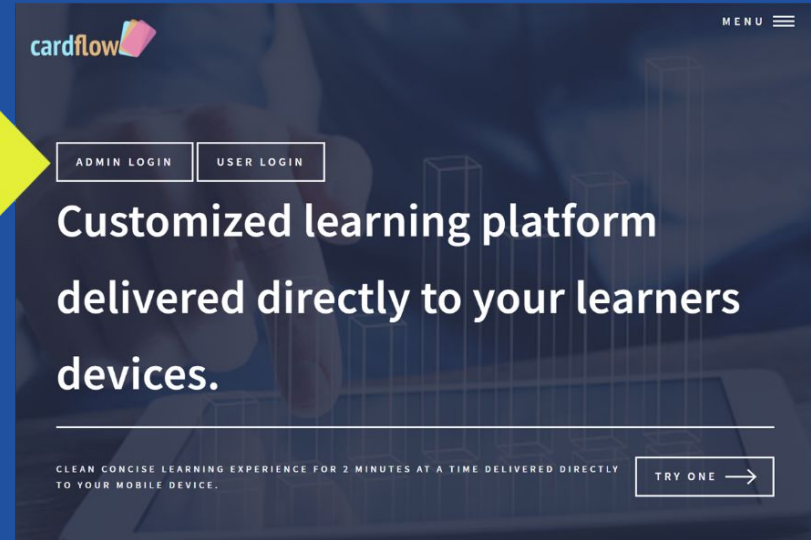 MENU
cardflow
ADMIN LOGIN USER LOGIN
Customized learning platform
delivered directly to your learners
devices.
CLEAN CONCISE LEARNING EXPERIENCE FOR 2 MINUTES AT A TIME DELIVERED DIRECTLY
TO YOUR MOBILE DEVICE.
TRY ONE